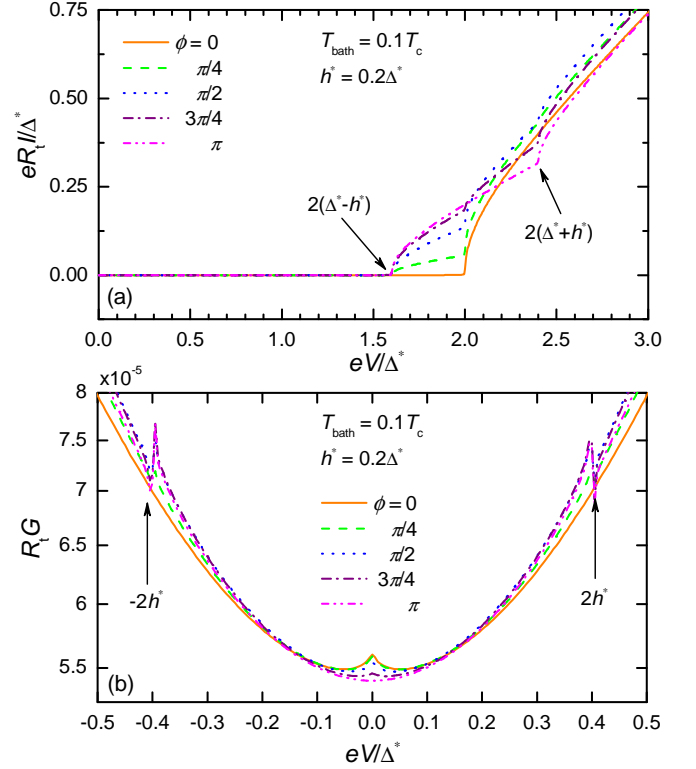 0.75
0.50
0.25
0.00
eRₜI/Δ*
ϕ = 0
π/4
π/2
3π/4
π
T_bath = 0.1T_c
h* = 0.2Δ*
2(Δ*-h*)
2(Δ*+h*)
(a)
0.0 0.5 1.0 1.5 2.0 2.5 3.0
eV/Δ*
x10⁻⁵
8
7.5
7
6.5
6
5.5
RₜG
T_bath = 0.1T_c
h* = 0.2Δ*
ϕ = 0
π/4
π/2
3π/4
π
-2h*
2h*
(b)
-0.5 -0.4 -0.3 -0.2 -0.1 0.0 0.1 0.2 0.3 0.4 0.5
eV/Δ*